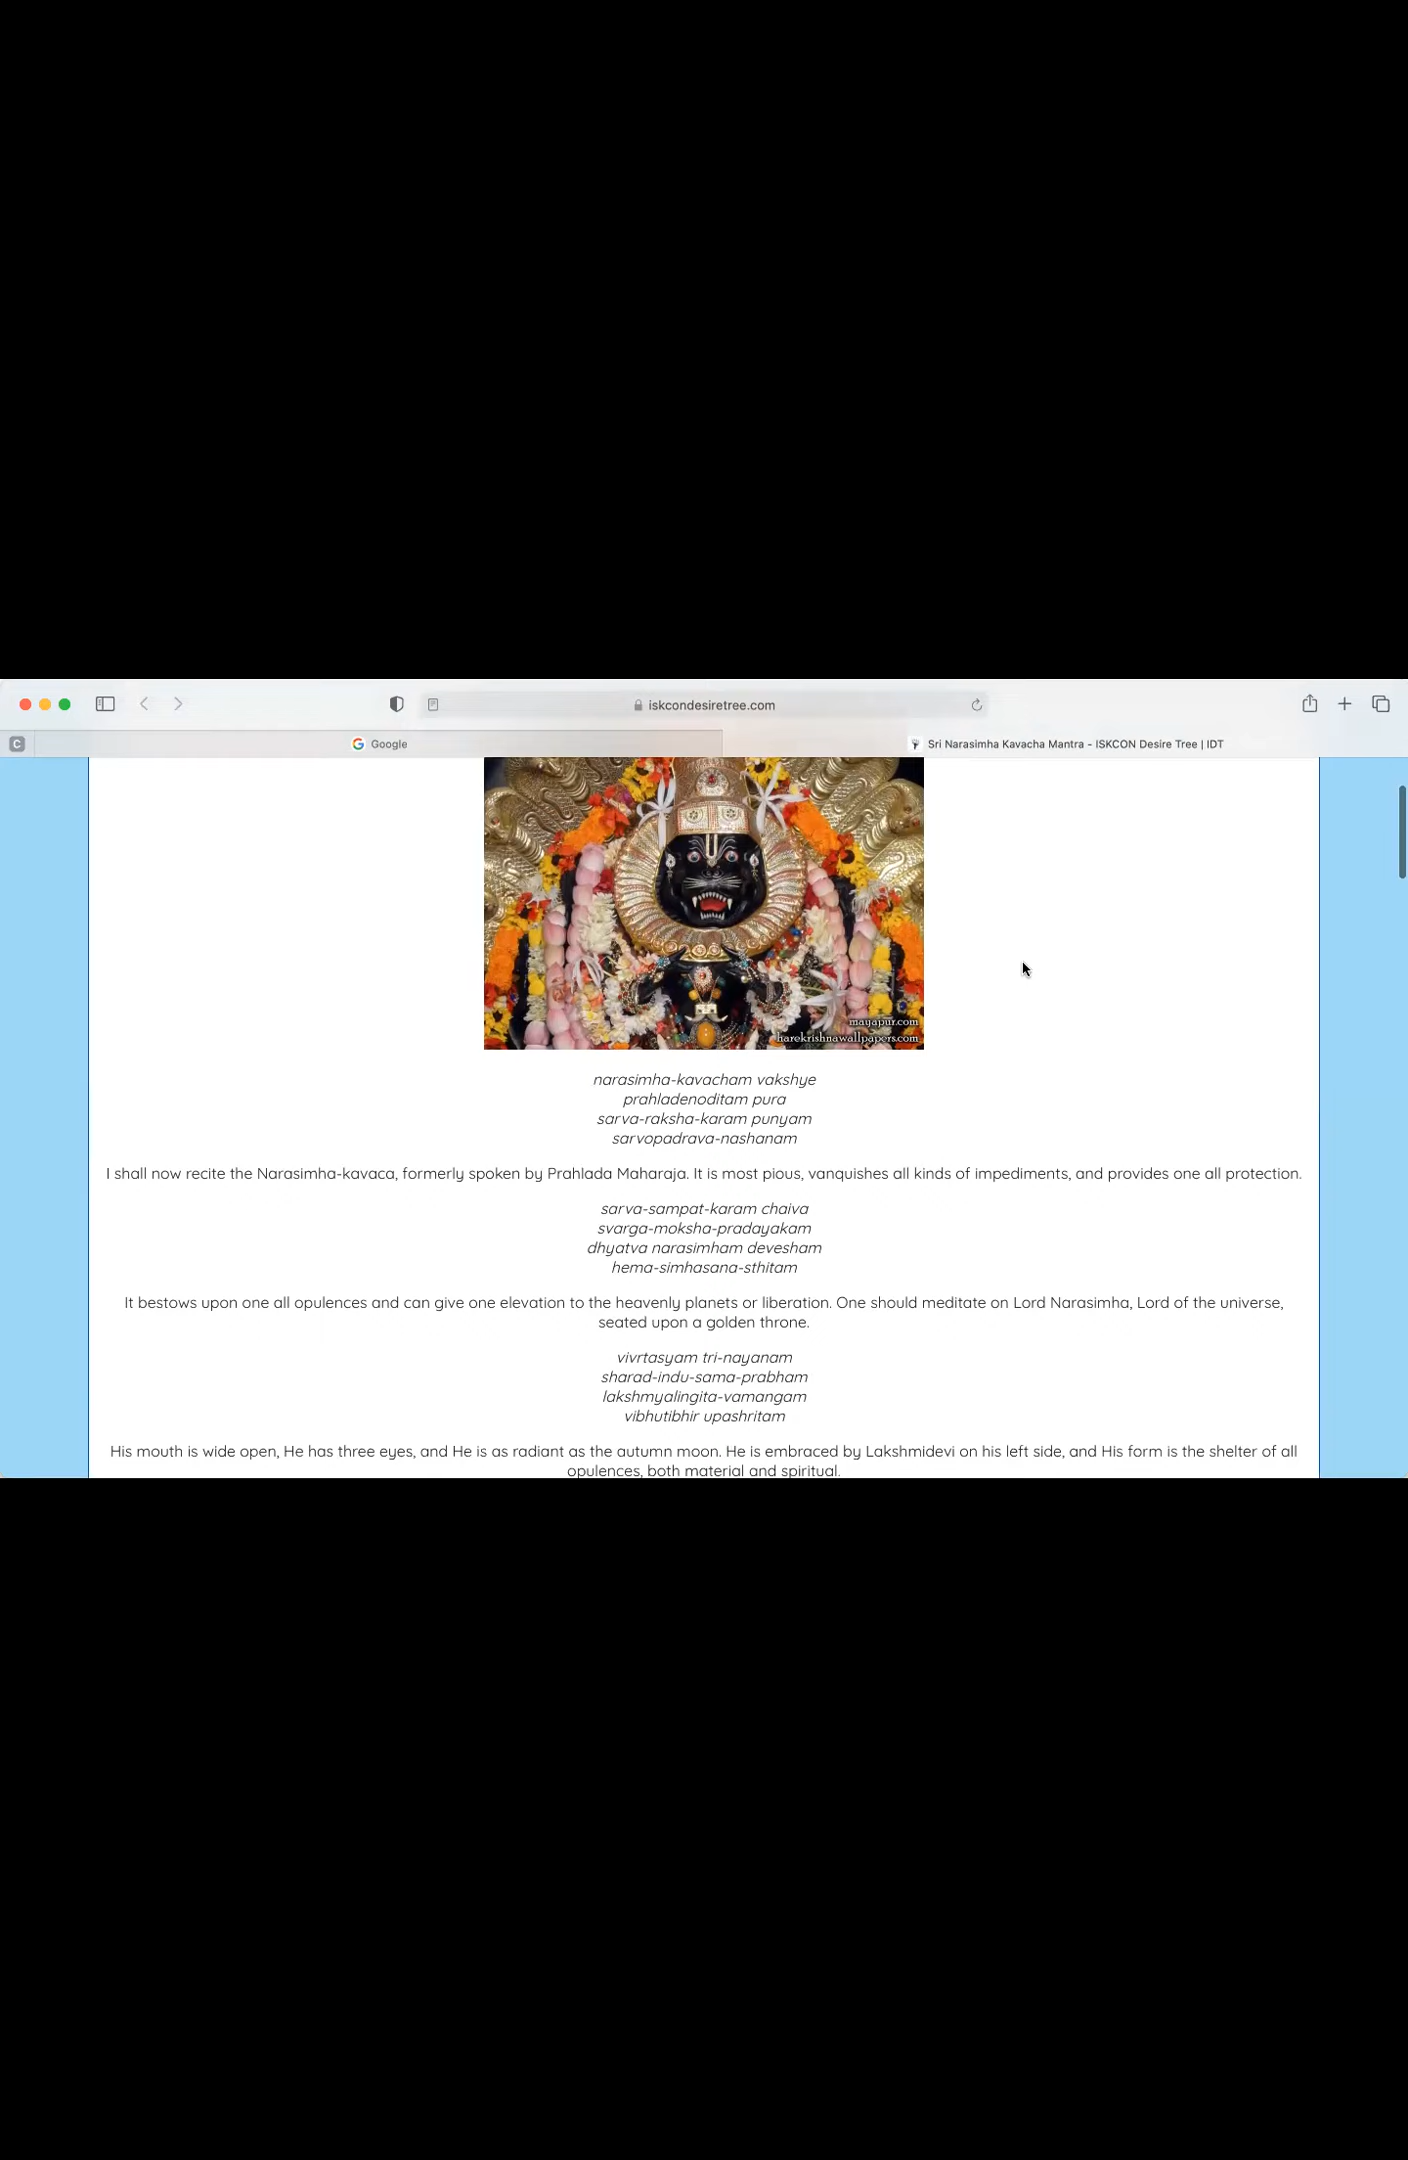 iskcondesiretree.com
C
Google
Sri Narasimha Kavacha Mantra - ISKCON Desire Tree | IDT
mayapur.com
harekrishnawallpapers.com
narasimha-kavacham vakshye
prahladenoditam pura
sarva-raksha-karam punyam
sarvopadrava-nashanam
I shall now recite the Narasimha-kavaca, formerly spoken by Prahlada Maharaja. It is most pious, vanquishes all kinds of impediments, and provides one all protection.
sarva-sampat-karam chaiva
svarga-moksha-pradayakam
dhyatva narasimham devesham
hema-simhasana-sthitam
It bestows upon one all opulences and can give one elevation to the heavenly planets or liberation. One should meditate on Lord Narasimha, Lord of the universe,
seated upon a golden throne.
vivrtasyam tri-nayanam
sharad-indu-sama-prabham
lakshmyalingita-vamangam
vibhutibhir upashritam
His mouth is wide open, He has three eyes, and He is as radiant as the autumn moon. He is embraced by Lakshmidevi on his left side, and His form is the shelter of all
opulences, both material and spiritual.